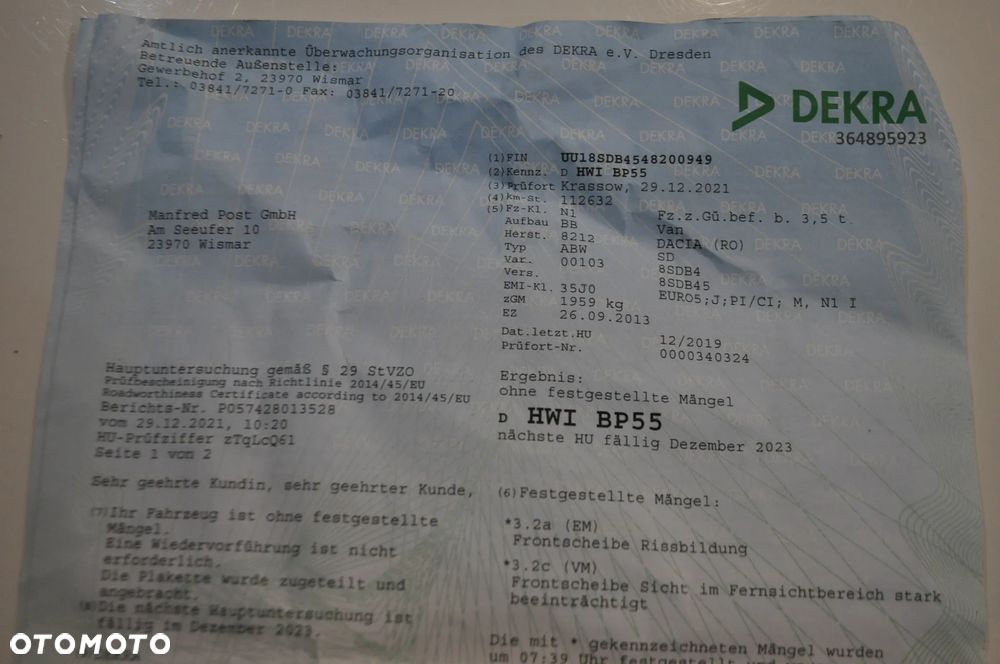 Amtlich anerkannte Überwachungsorganisation des DEKRA e.V. Dresden
Betreuende Außenstelle:
Gewerbehof 2, 23970 Wismar
Tel.: 03841/7271-0 Fax: 03841/7271-20
DEKRA
364895923
(1) FIN UU18SDB4548200949
(2) Kennz. D HWI BP55
(3) Prüfort Krassow, 29.12.2021
(4) km-St. 112632
(5) Fz-Kl. N1 Fz.z.Gü.bef. b. 3,5 t.
Aufbau BB Van
Herst. 8212 DACIA (RO)
Typ ABW SD
Var. 00103 8SDB4
Vers. 8SDB45
EMI-Kl. 35J0 EURO5;J;PI/CI; M, N1 I
zGM 1959 kg
EZ 26.09.2013
Dat.letzt.HU 12/2019
Prüfort-Nr. 0000340324
Manfred Post GmbH
Am Seeufer 10
23970 Wismar
Hauptuntersuchung gemäß § 29 StVZO
Prüfbescheinigung nach Richtlinie 2014/45/EU
Roadworthiness Certificate according to 2014/45/EU
Berichts-Nr. P057428013528
vom 29.12.2021, 10:20
HU-Prüfziffer zTqLcQ61
Seite 1 von 2
Ergebnis:
ohne festgestellte Mängel
D HWI BP55
nächste HU fällig Dezember 2023
Sehr geehrte Kundin, sehr geehrter Kunde,
(7) Ihr Fahrzeug ist ohne festgestellte
Mängel.
Eine Wiedervorführung ist nicht
erforderlich.
Die Plakette wurde zugeteilt und
angebracht.
(8) Die nächste Hauptuntersuchung ist
fällig im Dezember 2023.
(6) Festgestellte Mängel:
*3.2a (EM)
Frontscheibe Rissbildung
*3.2c (VM)
Frontscheibe Sicht im Fernsichtbereich stark
beeinträchtigt
Die mit * gekennzeichneten Mängel wurden
um 07:39 Uhr festgestellt und
OTOMOTO